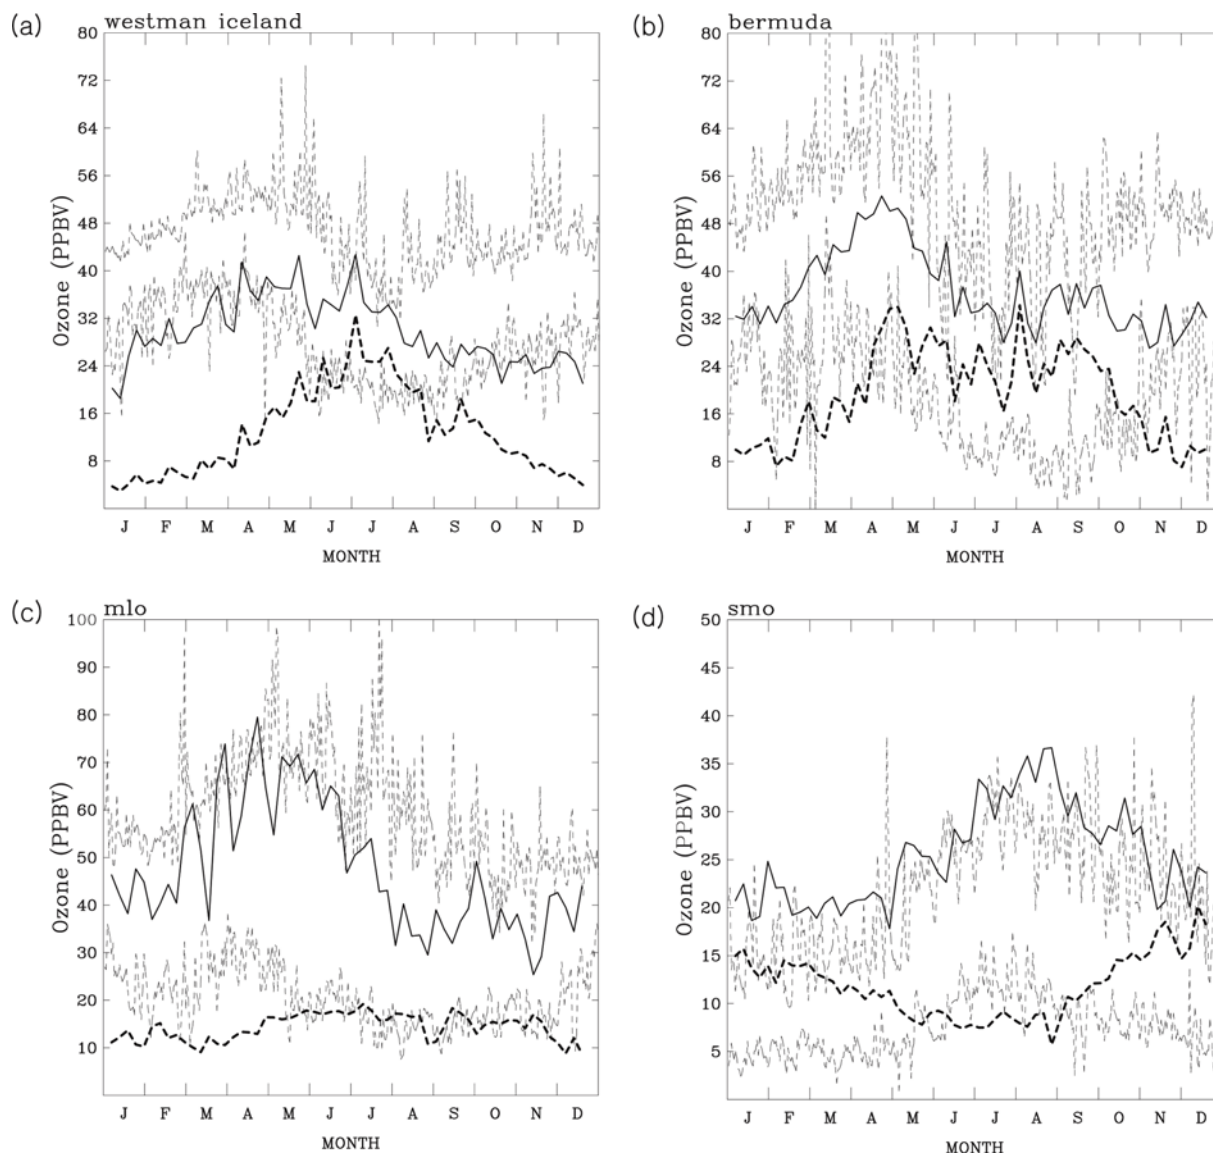 (a) westman iceland
80
72
64
56
48
40
32
24
16
8
Ozone (PPBV)
J F M A M J J A S O N D
MONTH
(b) bermuda
80
72
64
56
48
40
32
24
16
8
Ozone (PPBV)
J F M A M J J A S O N D
MONTH
(c) mlo
100
90
80
70
60
50
40
30
20
10
Ozone (PPBV)
J F M A M J J A S O N D
MONTH
(d) smo
50
45
40
35
30
25
20
15
10
5
Ozone (PPBV)
J F M A M J J A S O N D
MONTH